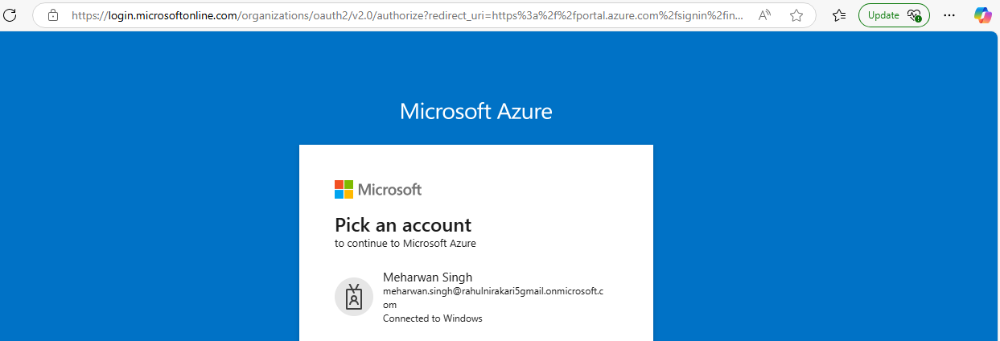 https://login.microsoftonline.com/organizations/oauth2/v2.0/authorize?redirect_uri=https%3a%2f%2fportal.azure.com%2fsignin%2fin...
Update
Microsoft Azure
Microsoft
Pick an account
to continue to Microsoft Azure
Meharwan Singh
meharwan.singh@rahulnirakari5gmail.onmicrosoft.c
om
Connected to Windows